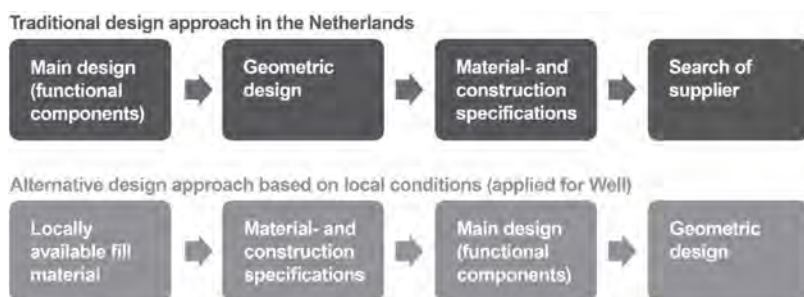 Traditional design approach in the Netherlands
Main design
(functional
components)
Geometric
design
Material- and
construction
specifications
Search of
supplier
Alternative design approach based on local conditions (applied for Well)
Locally
available fill
material
Material- and
construction
specifications
Main design
(functional
components)
Geometric
design